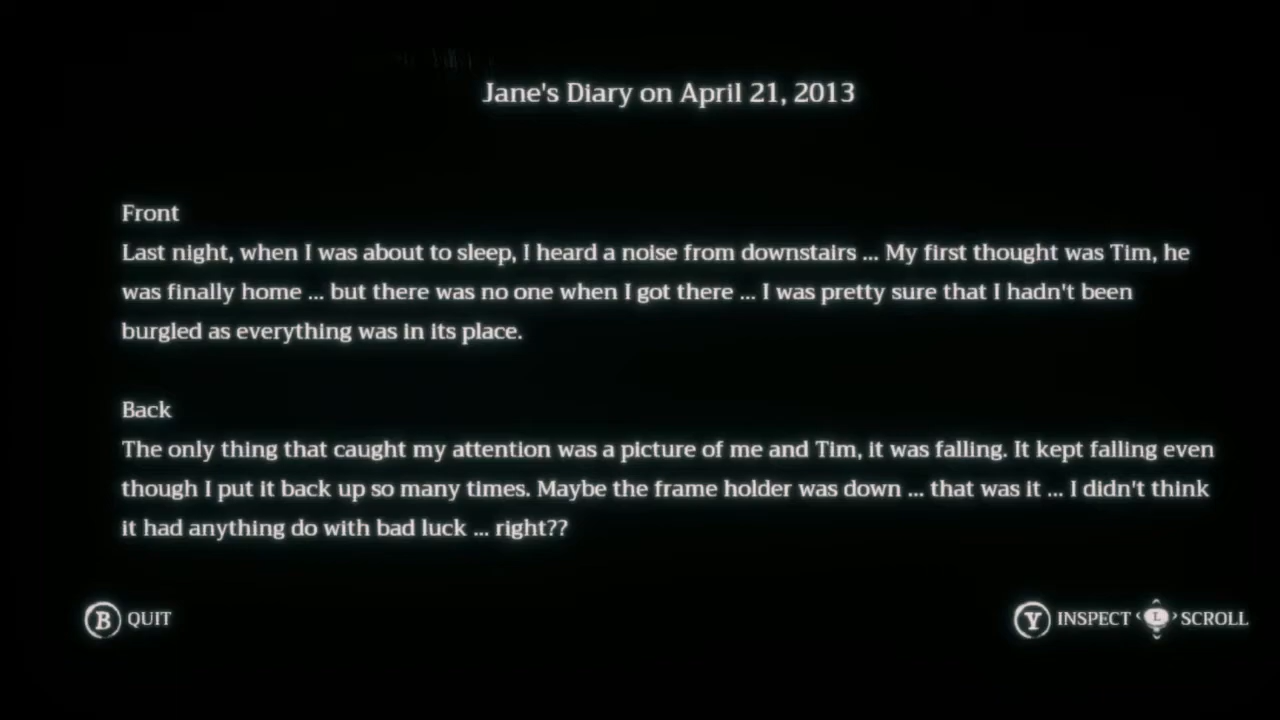 Jane's Diary on April 21, 2013
Front
Last night, when I was about to sleep, I heard a noise from downstairs ... My first thought was Tim, he
was finally home ... but there was no one when I got there ... I was pretty sure that I hadn't been
burgled as everything was in its place.
Back
The only thing that caught my attention was a picture of me and Tim, it was falling. It kept falling even
though I put it back up so many times. Maybe the frame holder was down ... that was it ... I didn't think
it had anything do with bad luck ... right??
B QUIT
Y INSPECT L SCROLL